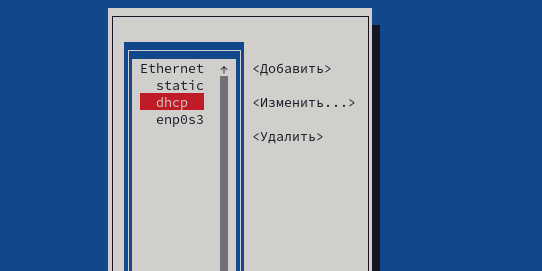 Ethernet ↑ <Добавить>
static
dhcp <Изменить...>
enp0s3
<Удалить>